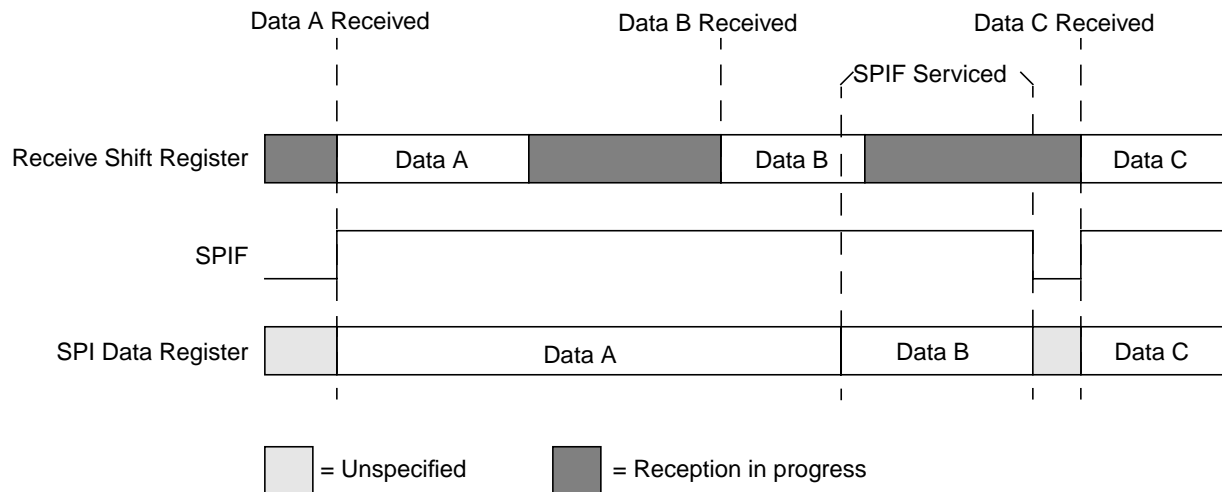 Data A Received
Data B Received
Data C Received
SPIF Serviced
Receive Shift Register
Data A
Data B
Data C
SPIF
SPI Data Register
Data A
Data B
Data C
= Unspecified
= Reception in progress